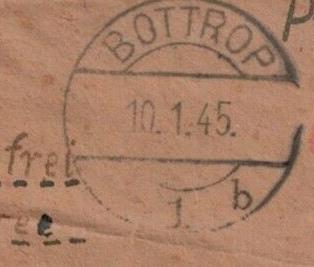 BOTTROP
10. 1. 45.
frei
1 b